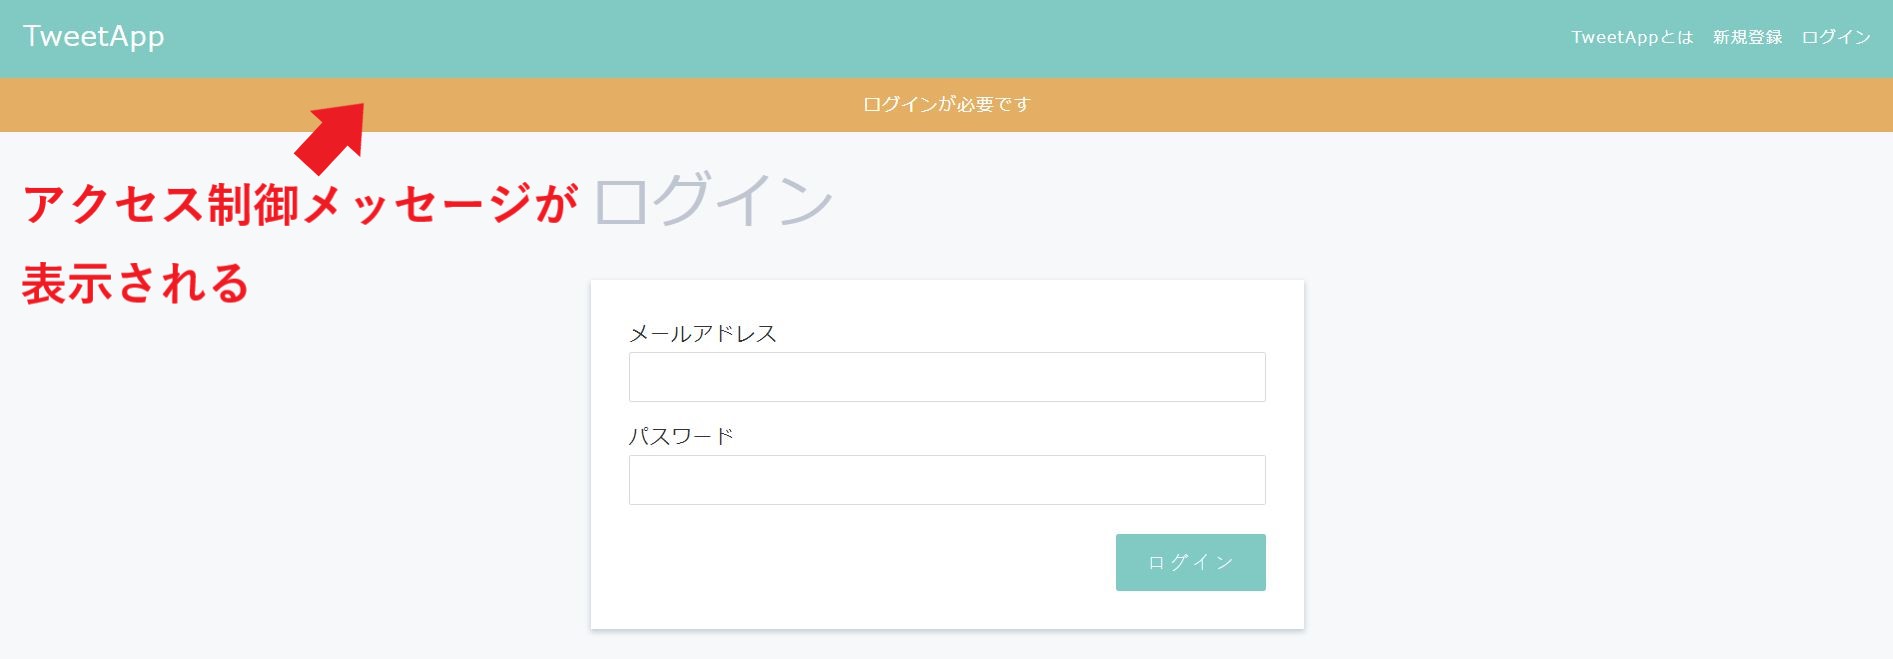 TweetApp
TweetAppとは 新規登録 ログイン
ログインが必要です
アクセス制御メッセージが
表示される
ログイン
メールアドレス
パスワード
ログイン